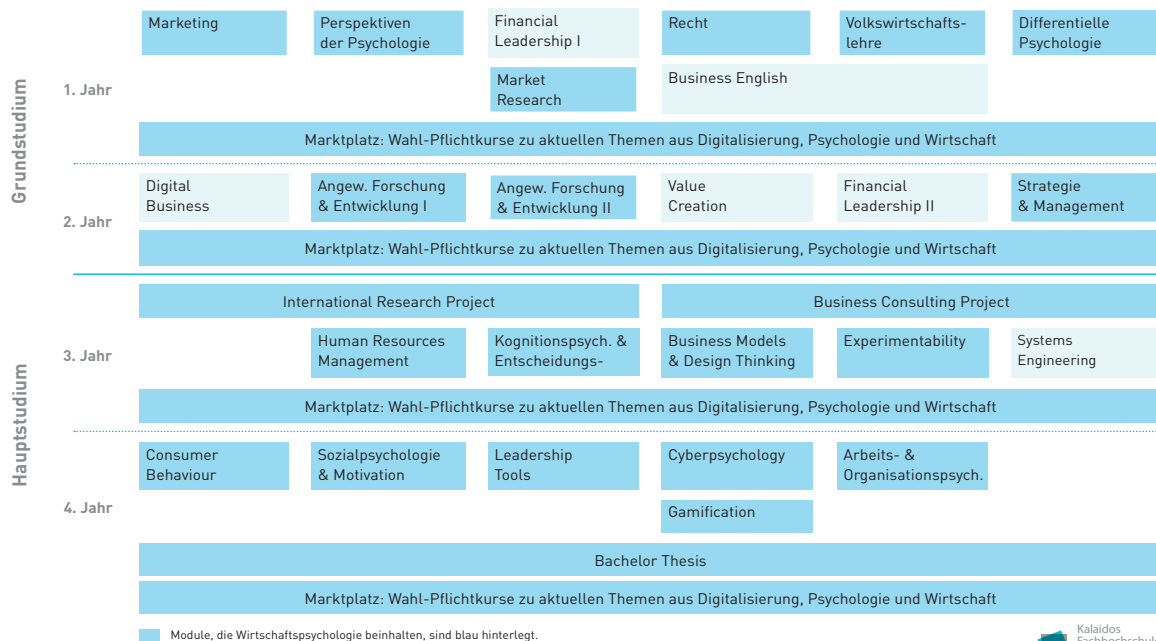 Grundstudium
1. Jahr
Marketing
Perspektiven
der Psychologie
Financial
Leadership I
Recht
Volkswirtschafts-
lehre
Differentielle
Psychologie
Market
Research
Business English
Marktplatz: Wahl-Pflichtkurse zu aktuellen Themen aus Digitalisierung, Psychologie und Wirtschaft
2. Jahr
Digital
Business
Angew. Forschung
& Entwicklung I
Angew. Forschung
& Entwicklung II
Value
Creation
Financial
Leadership II
Strategie
& Management
Marktplatz: Wahl-Pflichtkurse zu aktuellen Themen aus Digitalisierung, Psychologie und Wirtschaft
Hauptstudium
International Research Project
Business Consulting Project
3. Jahr
Human Resources
Management
Kognitionspsych. &
Entscheidungs-
Business Models
& Design Thinking
Experimentability
Systems
Engineering
Marktplatz: Wahl-Pflichtkurse zu aktuellen Themen aus Digitalisierung, Psychologie und Wirtschaft
4. Jahr
Consumer
Behaviour
Sozialpsychologie
& Motivation
Leadership
Tools
Cyberpsychology
Arbeits- &
Organisationspsych.
Gamification
Bachelor Thesis
Marktplatz: Wahl-Pflichtkurse zu aktuellen Themen aus Digitalisierung, Psychologie und Wirtschaft
Module, die Wirtschaftspsychologie beinhalten, sind blau hinterlegt.
Kalaidos
Fachhochschule